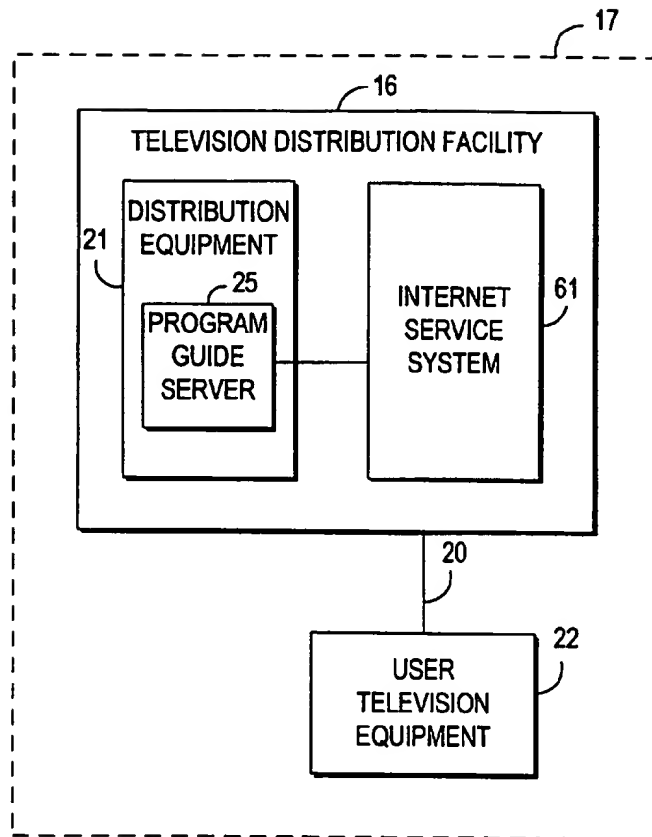 17
16
TELEVISION DISTRIBUTION FACILITY
DISTRIBUTION
EQUIPMENT
21
25
PROGRAM
GUIDE
SERVER
INTERNET
SERVICE
SYSTEM
61
20
22
USER
TELEVISION
EQUIPMENT